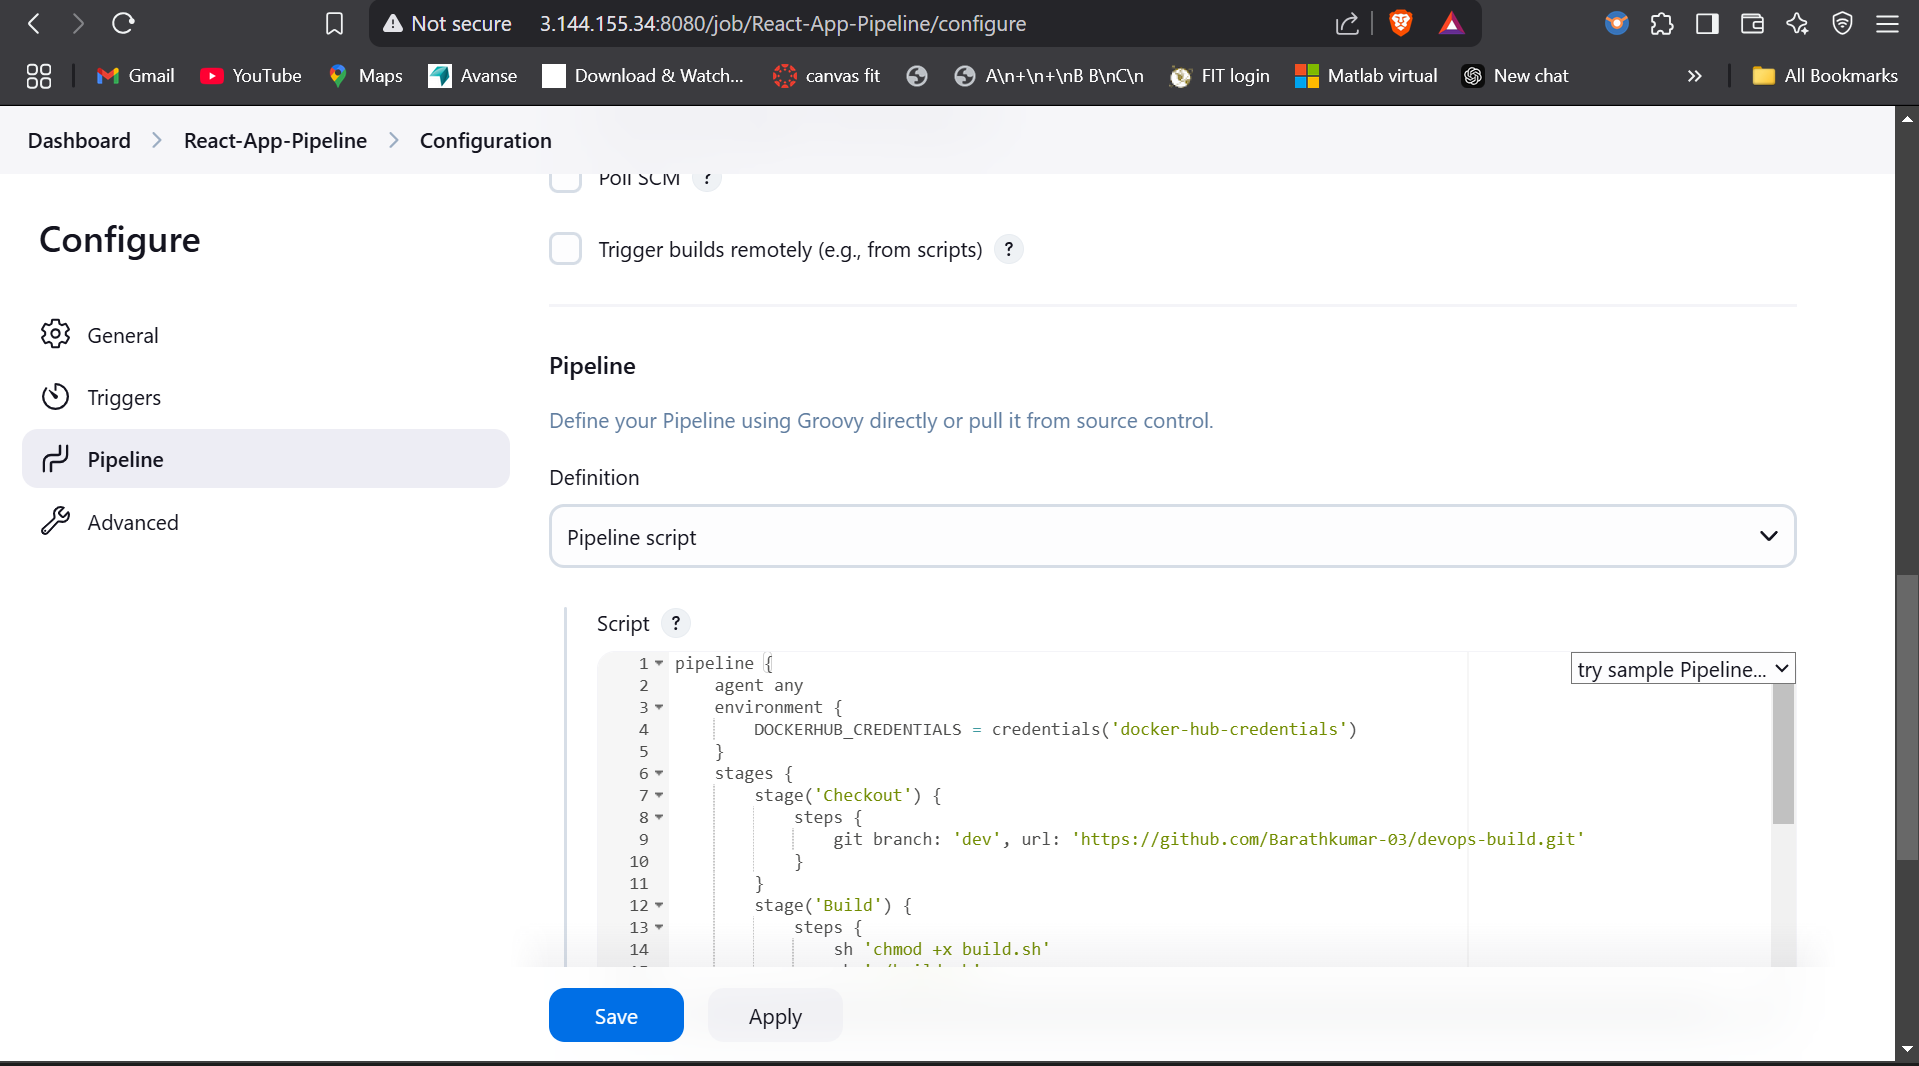 Not secure 3.144.155.34:8080/job/React-App-Pipeline/configure
Gmail YouTube Maps Avanse Download & Watch... canvas fit A\n+\n+\nB B\nC\n FIT login Matlab virtual New chat » All Bookmarks
Dashboard > React-App-Pipeline > Configuration
Poll SCM ?
Configure
Trigger builds remotely (e.g., from scripts) ?
General
Triggers
Pipeline
Advanced
Pipeline
Define your Pipeline using Groovy directly or pull it from source control.
Definition
Pipeline script
Script ?
try sample Pipeline...
1 pipeline {
2 agent any
3 environment {
4 DOCKERHUB_CREDENTIALS = credentials('docker-hub-credentials')
5 }
6 stages {
7 stage('Checkout') {
8 steps {
9 git branch: 'dev', url: 'https://github.com/Barathkumar-03/devops-build.git'
10 }
11 }
12 stage('Build') {
13 steps {
14 sh 'chmod +x build.sh'
Save Apply